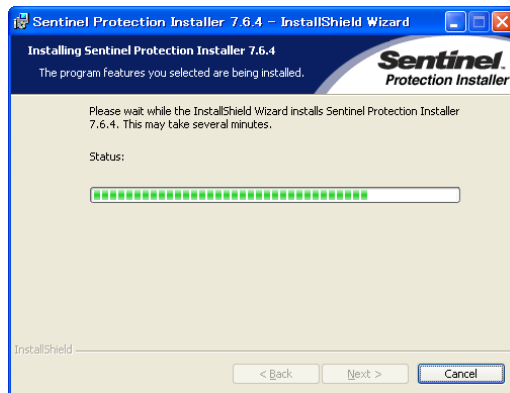 Sentinel Protection Installer 7.6.4 - InstallShield Wizard
Installing Sentinel Protection Installer 7.6.4
The program features you selected are being installed.
Sentinel.
Protection Installer
Please wait while the InstallShield Wizard installs Sentinel Protection Installer
7.6.4. This may take several minutes.
Status:
InstallShield
< Back
Next >
Cancel